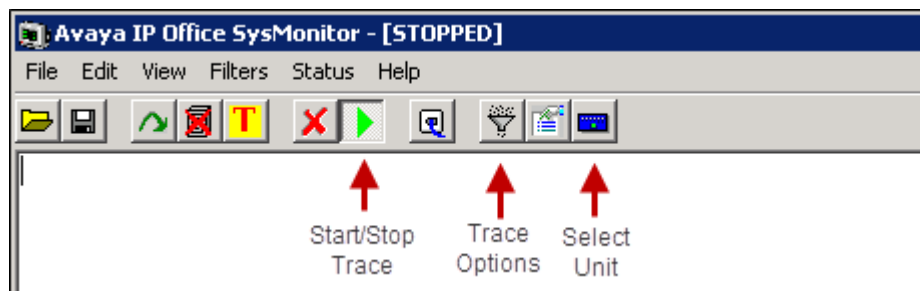 Avaya IP Office SysMonitor - [STOPPED]
File Edit View Filters Status Help
T
Start/Stop Trace Select
Trace Options Unit